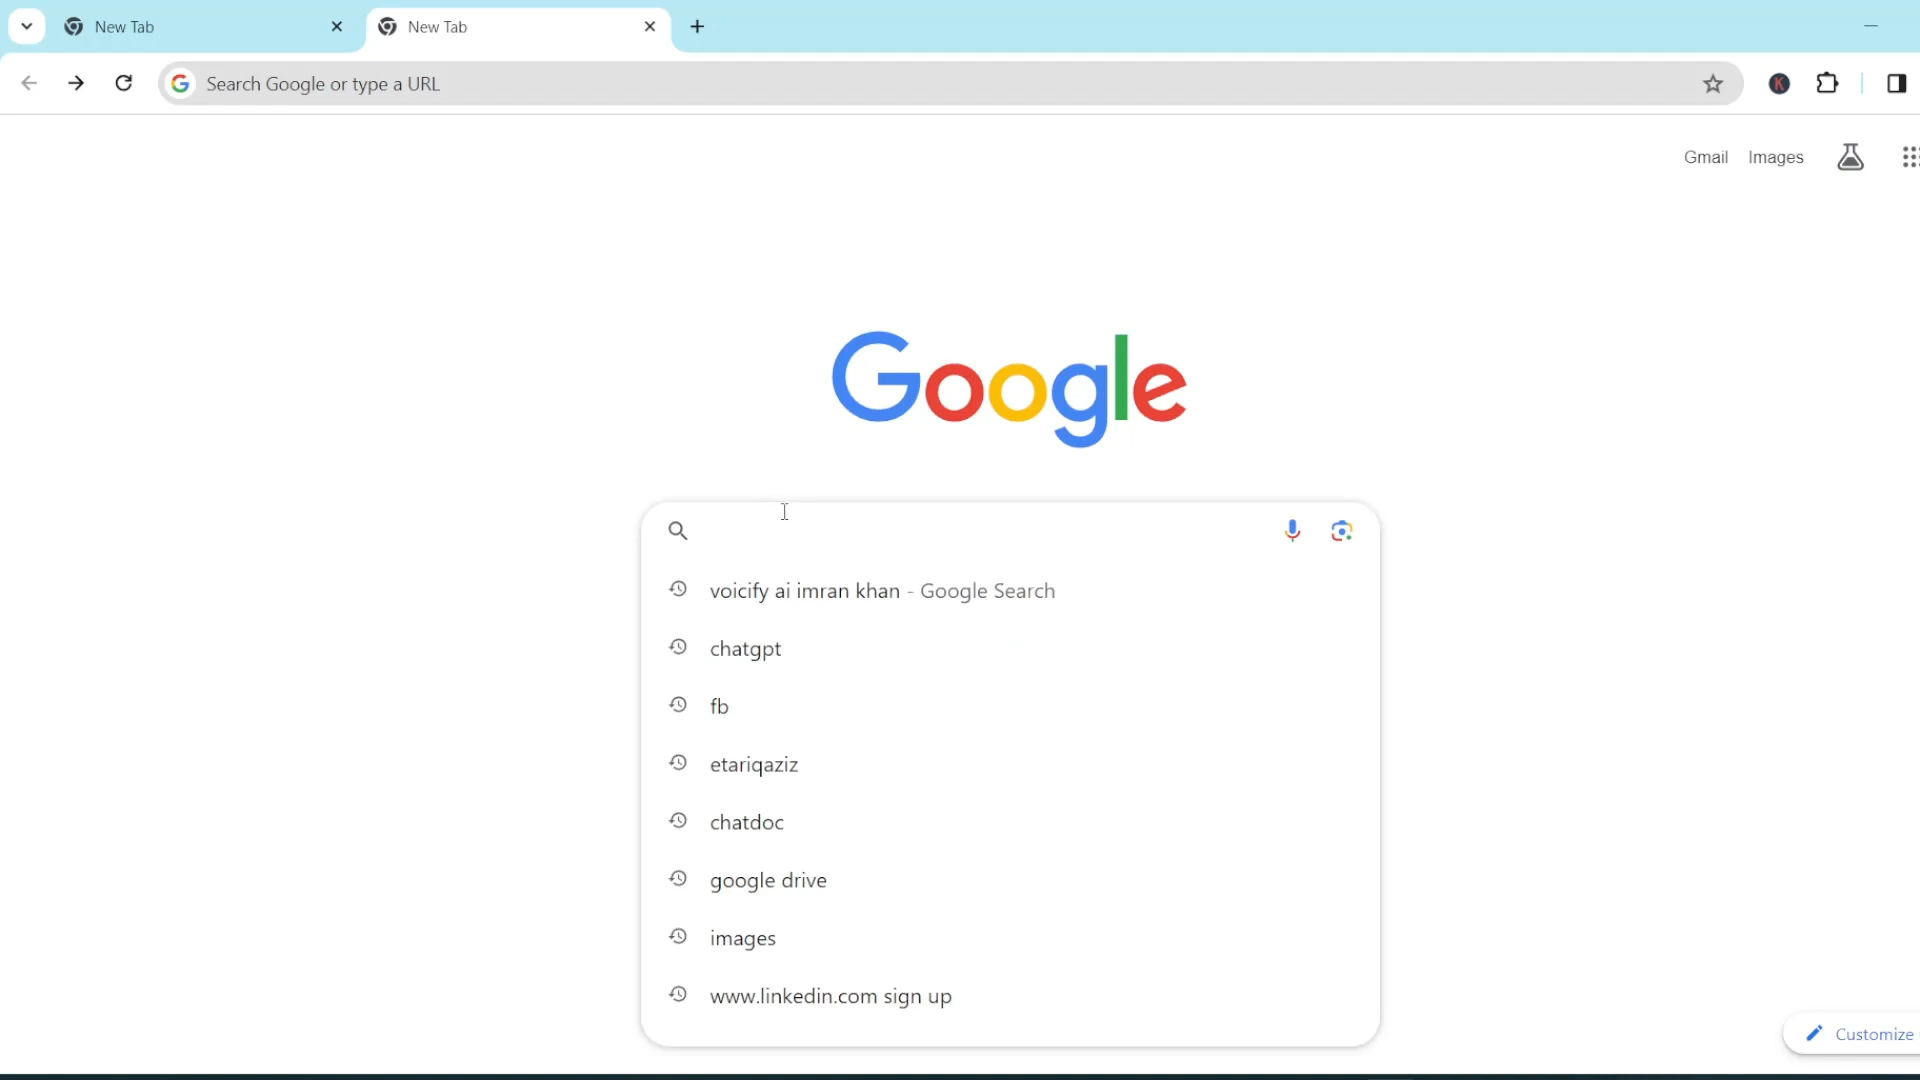 New Tab
New Tab
Search Google or type a URL
K
Gmail Images
Google
voicify ai imran khan - Google Search
chatgpt
fb
etariqaziz
chatdoc
google drive
images
www.linkedin.com sign up
Customize